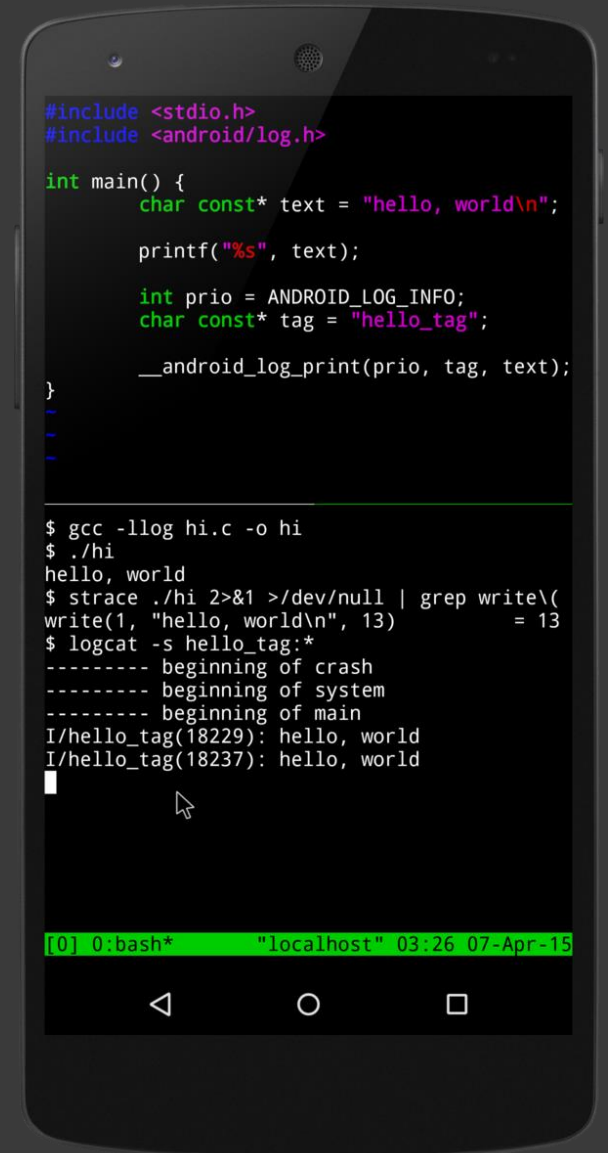 #include <stdio.h>
#include <android/log.h>
int main() {
        char const* text = "hello, world\n";
        printf("%s", text);
        int prio = ANDROID_LOG_INFO;
        char const* tag = "hello_tag";
        __android_log_print(prio, tag, text);
}
~
~
~
$ gcc -llog hi.c -o hi
$ ./hi
hello, world
$ strace ./hi 2>&1 >/dev/null | grep write\(
write(1, "hello, world\n", 13)          = 13
$ logcat -s hello_tag:*
--------- beginning of crash
--------- beginning of system
--------- beginning of main
I/hello_tag(18229): hello, world
I/hello_tag(18237): hello, world
[0] 0:bash*       "localhost" 03:26 07-Apr-15